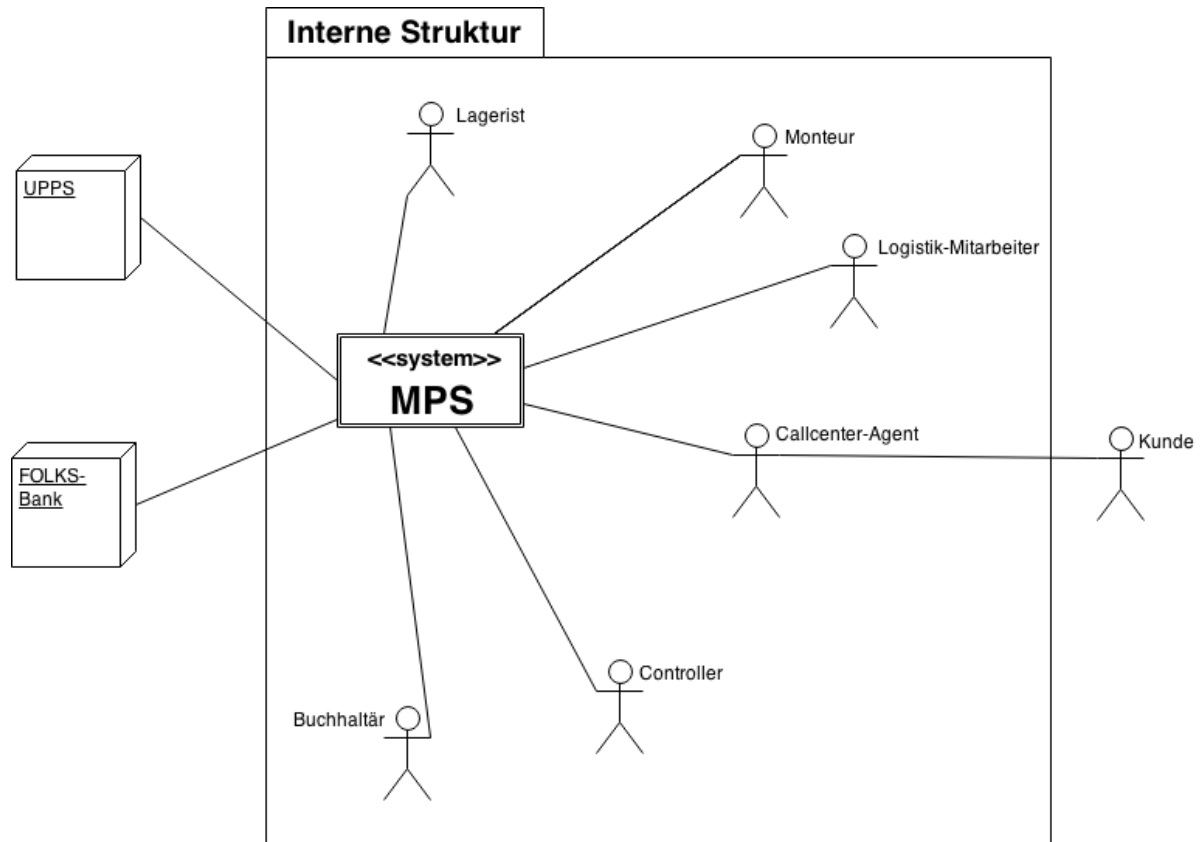 Interne Struktur
Lagerist
Monteur
UPPS
Logistik-Mitarbeiter
<<system>>
MPS
Callcenter-Agent
Kunde
FOLKS-
Bank
Controller
Buchhaltär